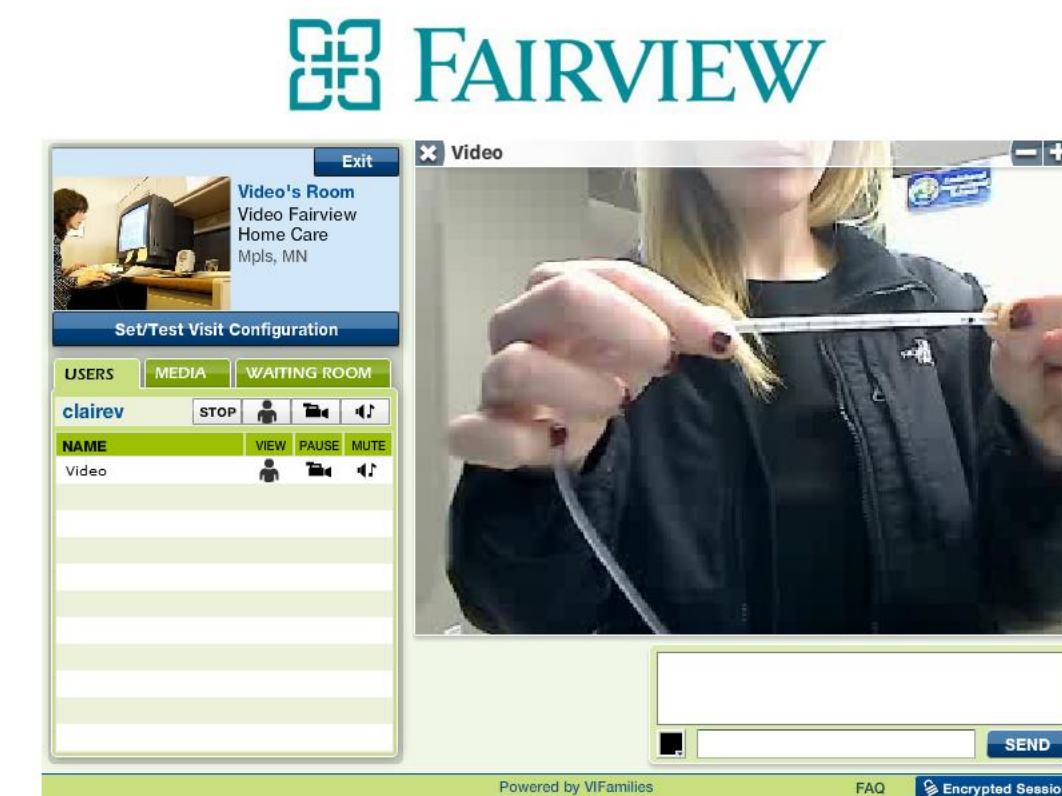 FAIRVIEW
Exit
Video's Room
Video Fairview
Home Care
Mpls, MN
Set/Test Visit Configuration
USERS
MEDIA
WAITING ROOM
clairev
STOP
NAME
VIEW
PAUSE
MUTE
Video
Video
SEND
Powered by VIFamilies
FAQ
Encrypted Sessio